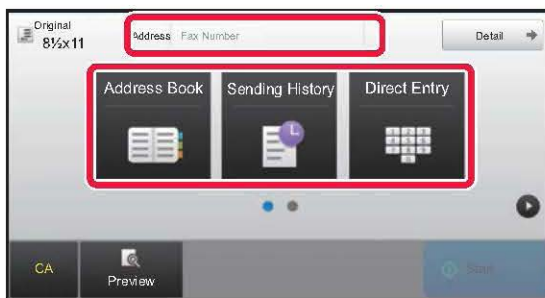 Original
8½x11
Address Fax Number
Detail
Address Book
Sending History
Direct Entry
CA
Preview
Start